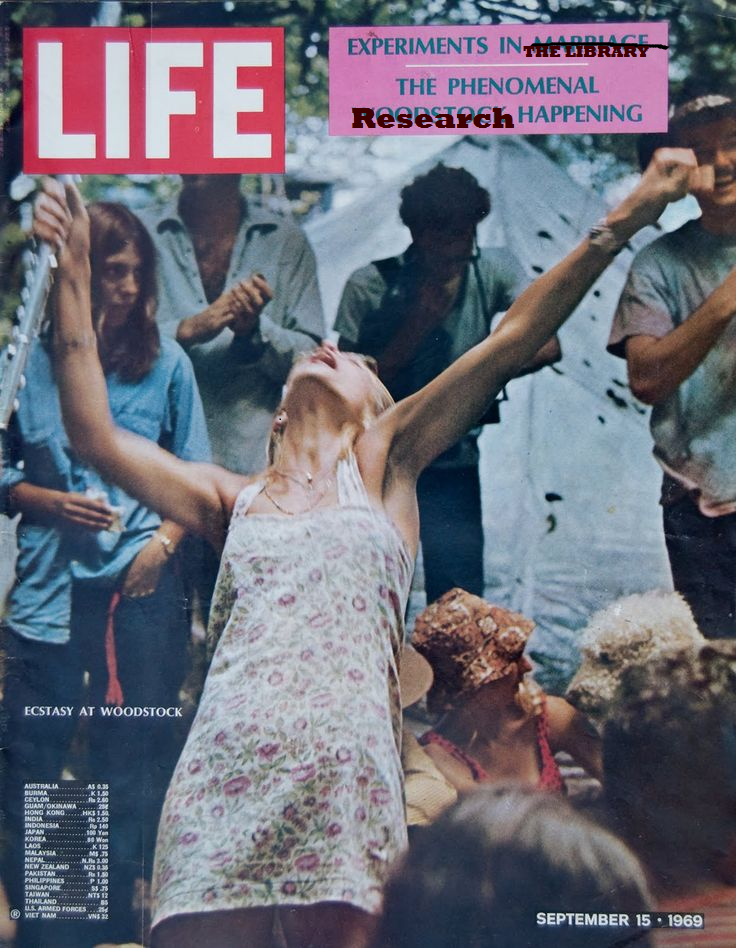 LIFE
EXPERIMENTS IN MARRIAGE
THE LIBRARY
THE PHENOMENAL
WOODSTOCK HAPPENING
Research
ECSTASY AT WOODSTOCK
AUSTRALIA A$ 0.35
BURMA K 1.50
CEYLON Rs 2.60
GUAM/OKINAWA 25¢
HONG KONG HK$ 1.50
INDIA Rs 2.50
INDONESIA Rp 140
JAPAN 100 Yen
KOREA 80 Won
LAOS K 125
MALAYSIA M$ .75
NEPAL N.Rs 3.00
NEW ZEALAND NZ$ 0.35
PAKISTAN Rs 1.80
PHILIPPINES P 1.00
SINGAPORE S$ .75
TAIWAN NT$ 12
THAILAND B5
U.S. ARMED FORCES 25¢
VIET NAM VN$ 32
®
SEPTEMBER 15 · 1969